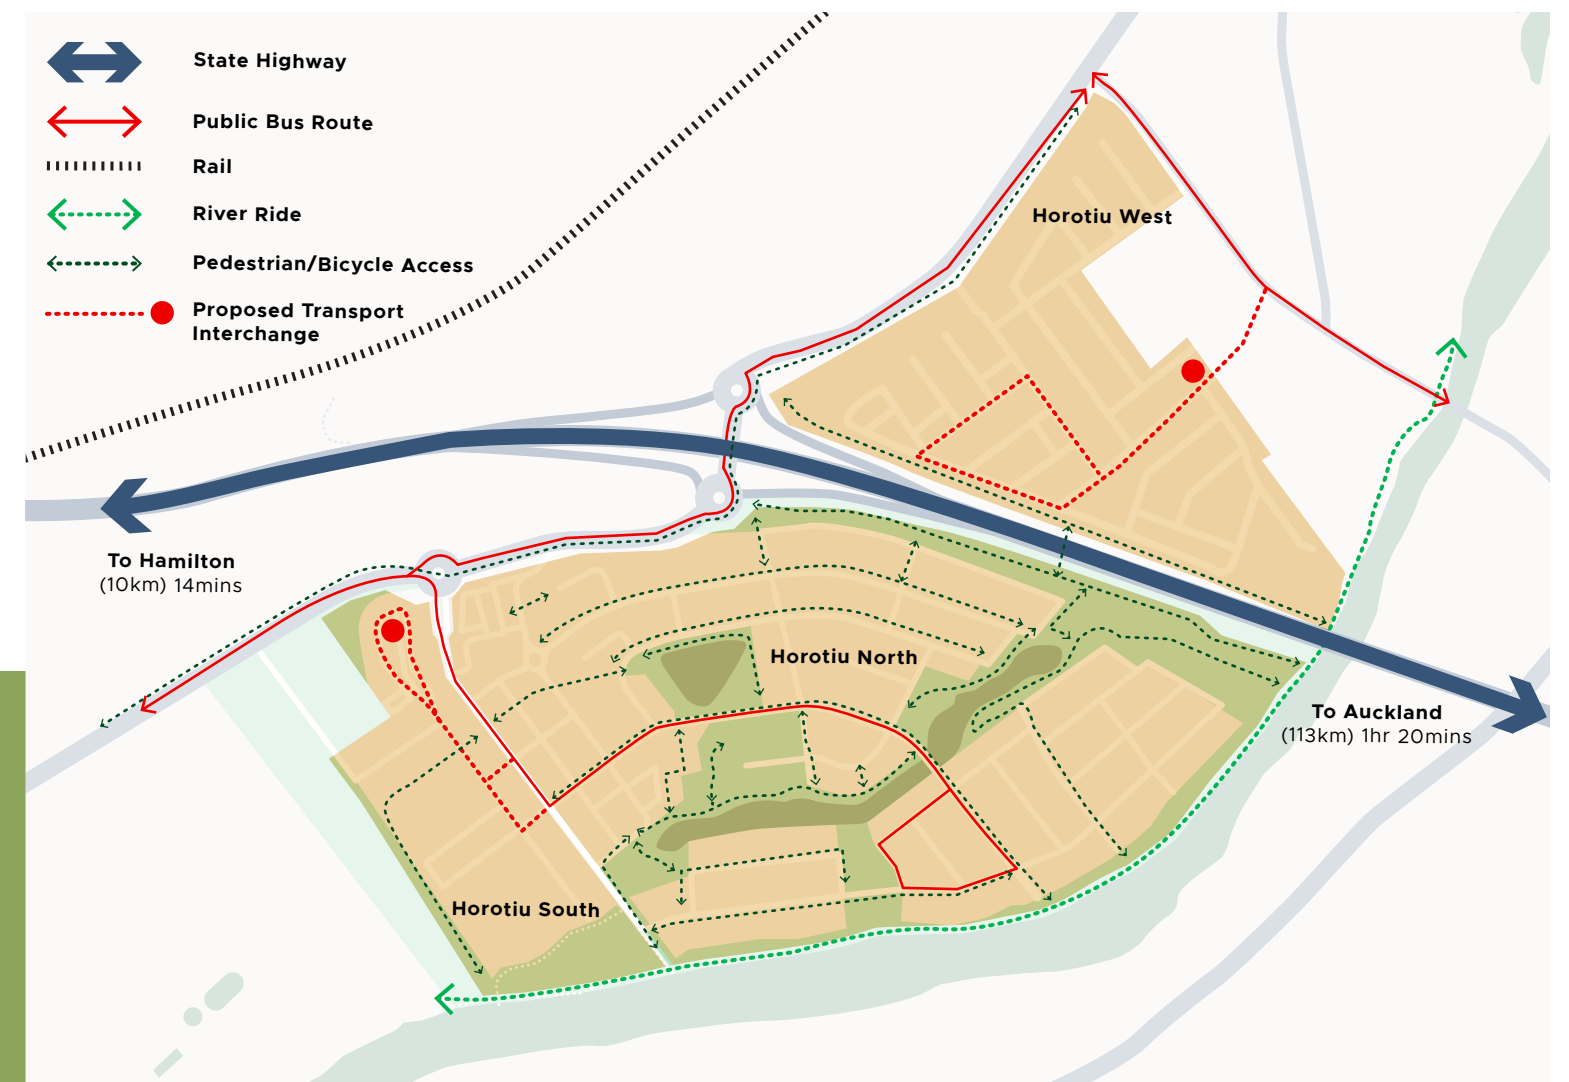 State Highway
Public Bus Route
Rail
River Ride
Pedestrian/Bicycle Access
Proposed Transport
Interchange
Horotiu West
To Hamilton
(10km) 14mins
Horotiu North
To Auckland
(113km) 1hr 20mins
Horotiu South